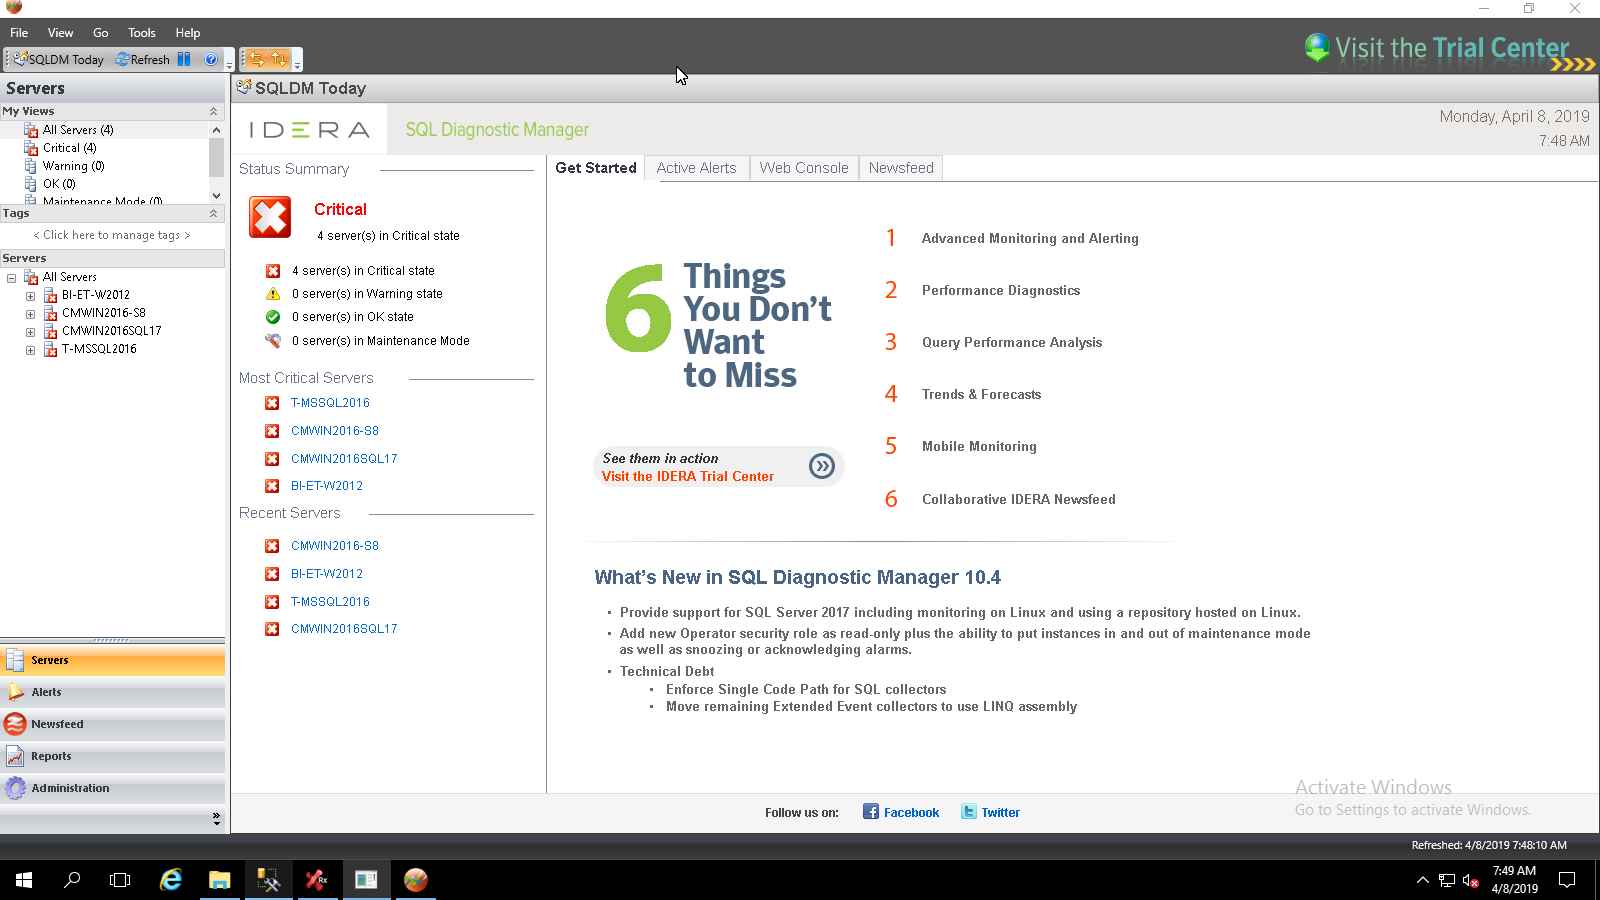 File View Go Tools Help
SQLDM Today Refresh
Visit the Trial Center
Servers
My Views
All Servers (4)
Critical (4)
Warning (0)
OK (0)
Maintenance Mode (0)
Tags
< Click here to manage tags >
Servers
All Servers
BI-ET-W2012
CMWIN2016-S8
CMWIN2016SQL17
T-MSSQL2016
Servers
Alerts
Newsfeed
Reports
Administration
SQLDM Today
IDERA
SQL Diagnostic Manager
Monday, April 8, 2019
7:48 AM
Status Summary
Critical
4 server(s) in Critical state
4 server(s) in Critical state
0 server(s) in Warning state
0 server(s) in OK state
0 server(s) in Maintenance Mode
Most Critical Servers
T-MSSQL2016
CMWIN2016-S8
CMWIN2016SQL17
BI-ET-W2012
Recent Servers
CMWIN2016-S8
BI-ET-W2012
T-MSSQL2016
CMWIN2016SQL17
Get Started Active Alerts Web Console Newsfeed
6 Things
You Don't
Want
to Miss
See them in action
Visit the IDERA Trial Center
1 Advanced Monitoring and Alerting
2 Performance Diagnostics
3 Query Performance Analysis
4 Trends & Forecasts
5 Mobile Monitoring
6 Collaborative IDERA Newsfeed
What's New in SQL Diagnostic Manager 10.4
• Provide support for SQL Server 2017 including monitoring on Linux and using a repository hosted on Linux.
• Add new Operator security role as read-only plus the ability to put instances in and out of maintenance mode
as well as snoozing or acknowledging alarms.
• Technical Debt
• Enforce Single Code Path for SQL collectors
• Move remaining Extended Event collectors to use LINQ assembly
Activate Windows
Go to Settings to activate Windows.
Follow us on: Facebook Twitter
Refreshed: 4/8/2019 7:48:10 AM
Rx
7:49 AM
4/8/2019